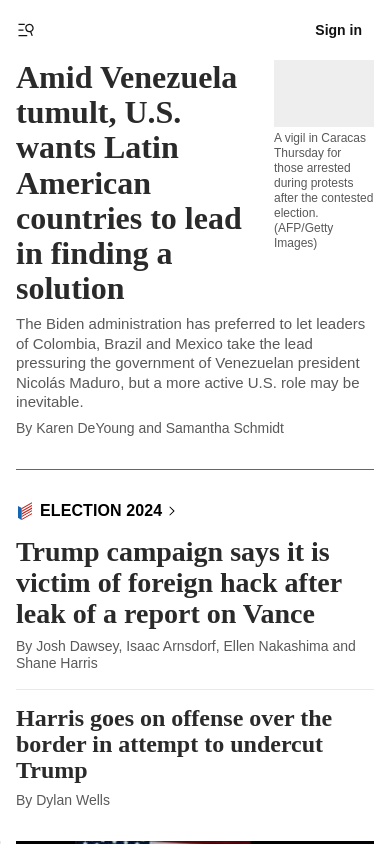 Sign in
Amid Venezuela
tumult, U.S.
wants Latin
American
countries to lead
in finding a
solution
A vigil in Caracas
Thursday for
those arrested
during protests
after the contested
election.
(AFP/Getty
Images)
The Biden administration has preferred to let leaders
of Colombia, Brazil and Mexico take the lead
pressuring the government of Venezuelan president
Nicolás Maduro, but a more active U.S. role may be
inevitable.
By Karen DeYoung and Samantha Schmidt
ELECTION 2024
Trump campaign says it is
victim of foreign hack after
leak of a report on Vance
By Josh Dawsey, Isaac Arnsdorf, Ellen Nakashima and
Shane Harris
Harris goes on offense over the
border in attempt to undercut
Trump
By Dylan Wells